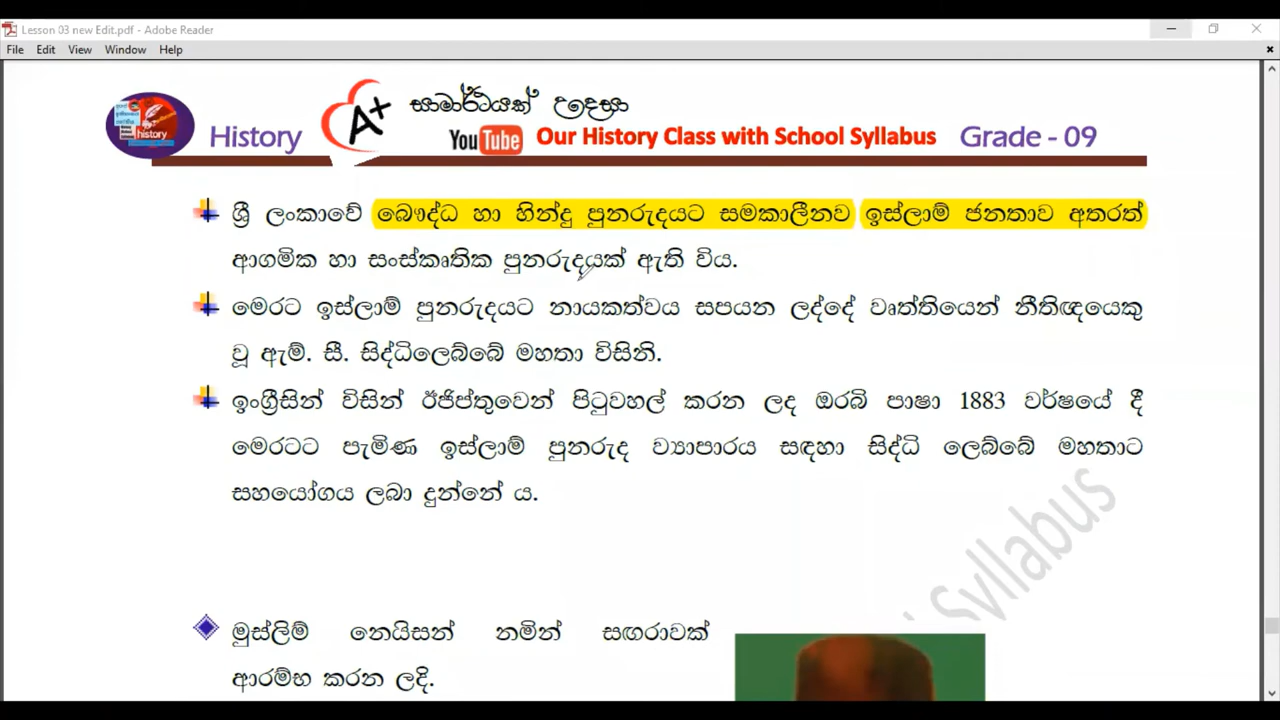 Lesson 03 new Edit.pdf - Adobe Reader
File Edit View Window Help
history
History
A+
සාමාර්ථයක් උදෙසා
YouTube
Our History Class with School Syllabus
Grade - 09
ශ්‍රී ලංකාවේ බෞද්ධ හා හින්දු පුනරුදයට සමකාලීනව ඉස්ලාම් ජනතාව අතරත්
ආගමික හා සංස්කෘතික පුනරුදයක් ඇති විය.
මෙරට ඉස්ලාම් පුනරුදයට නායකත්වය සපයන ලද්දේ වෘත්තියෙන් නීතිඥයෙකු
වූ ඇම්. සී. සිද්ධිලෙබ්බේ මහතා විසිනි.
ඉංග්‍රීසින් විසින් ඊජිප්තුවෙන් පිටුවහල් කරන ලද ඔරබි පාෂා 1883 වර්ෂයේ දී
මෙරටට පැමිණ ඉස්ලාම් පුනරුද ව්‍යාපාරය සඳහා සිද්ධි ලෙබ්බේ මහතාට
සහයෝගය ලබා දුන්නේ ය.
Syllabus
මුස්ලිම් නෙයිසන් නමින් සඟරාවක්
ආරම්භ කරන ලදි.